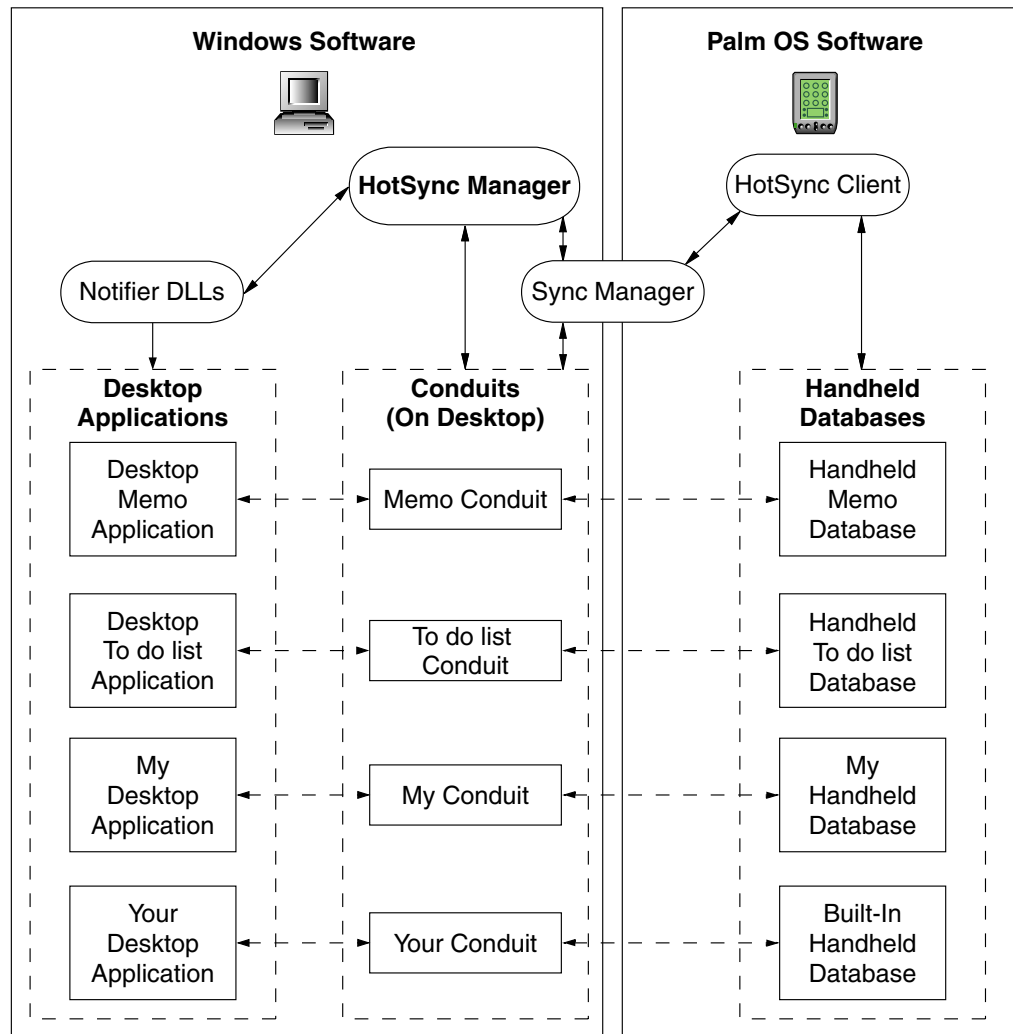 Windows Software
Palm OS Software
HotSync Manager
HotSync Client
Notifier DLLs
Sync Manager
Desktop
Applications
Conduits
(On Desktop)
Handheld
Databases
Desktop
Memo
Application
Memo Conduit
Handheld
Memo
Database
Desktop
To do list
Application
To do list
Conduit
Handheld
To do list
Database
My
Desktop
Application
My Conduit
My
Handheld
Database
Your
Desktop
Application
Your Conduit
Built-In
Handheld
Database